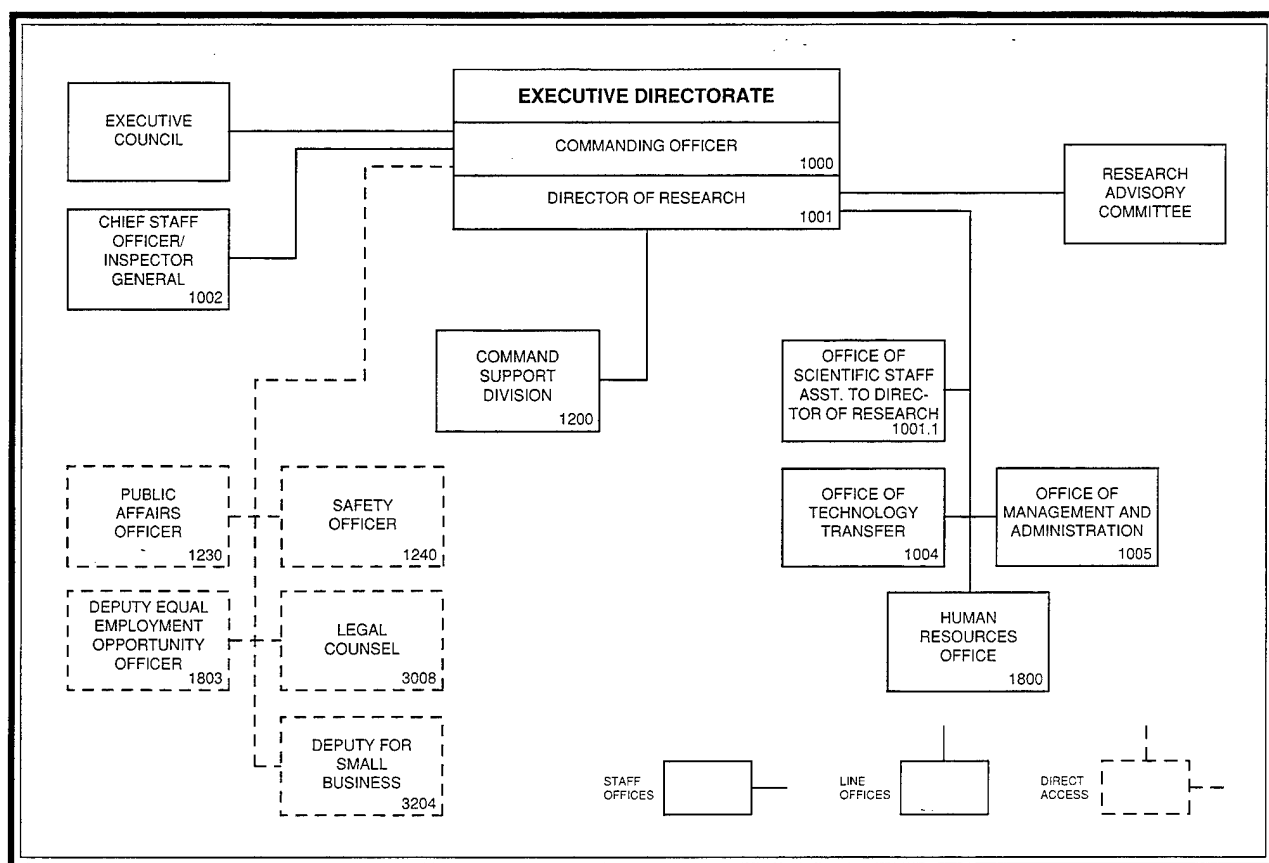 EXECUTIVE DIRECTORATE
COMMANDING OFFICER
1000
DIRECTOR OF RESEARCH
1001
EXECUTIVE
COUNCIL
CHIEF STAFF
OFFICER/
INSPECTOR
GENERAL
1002
RESEARCH
ADVISORY
COMMITTEE
COMMAND
SUPPORT
DIVISION
1200
OFFICE OF
SCIENTIFIC STAFF
ASST. TO DIREC-
TOR OF RESEARCH
1001.1
PUBLIC
AFFAIRS
OFFICER
1230
SAFETY
OFFICER
1240
OFFICE OF
TECHNOLOGY
TRANSFER
1004
OFFICE OF
MANAGEMENT AND
ADMINISTRATION
1005
DEPUTY EQUAL
EMPLOYMENT
OPPORTUNITY
OFFICER
1803
LEGAL
COUNSEL
3008
HUMAN
RESOURCES
OFFICE
1800
DEPUTY FOR
SMALL
BUSINESS
3204
STAFF
OFFICES
LINE
OFFICES
DIRECT
ACCESS